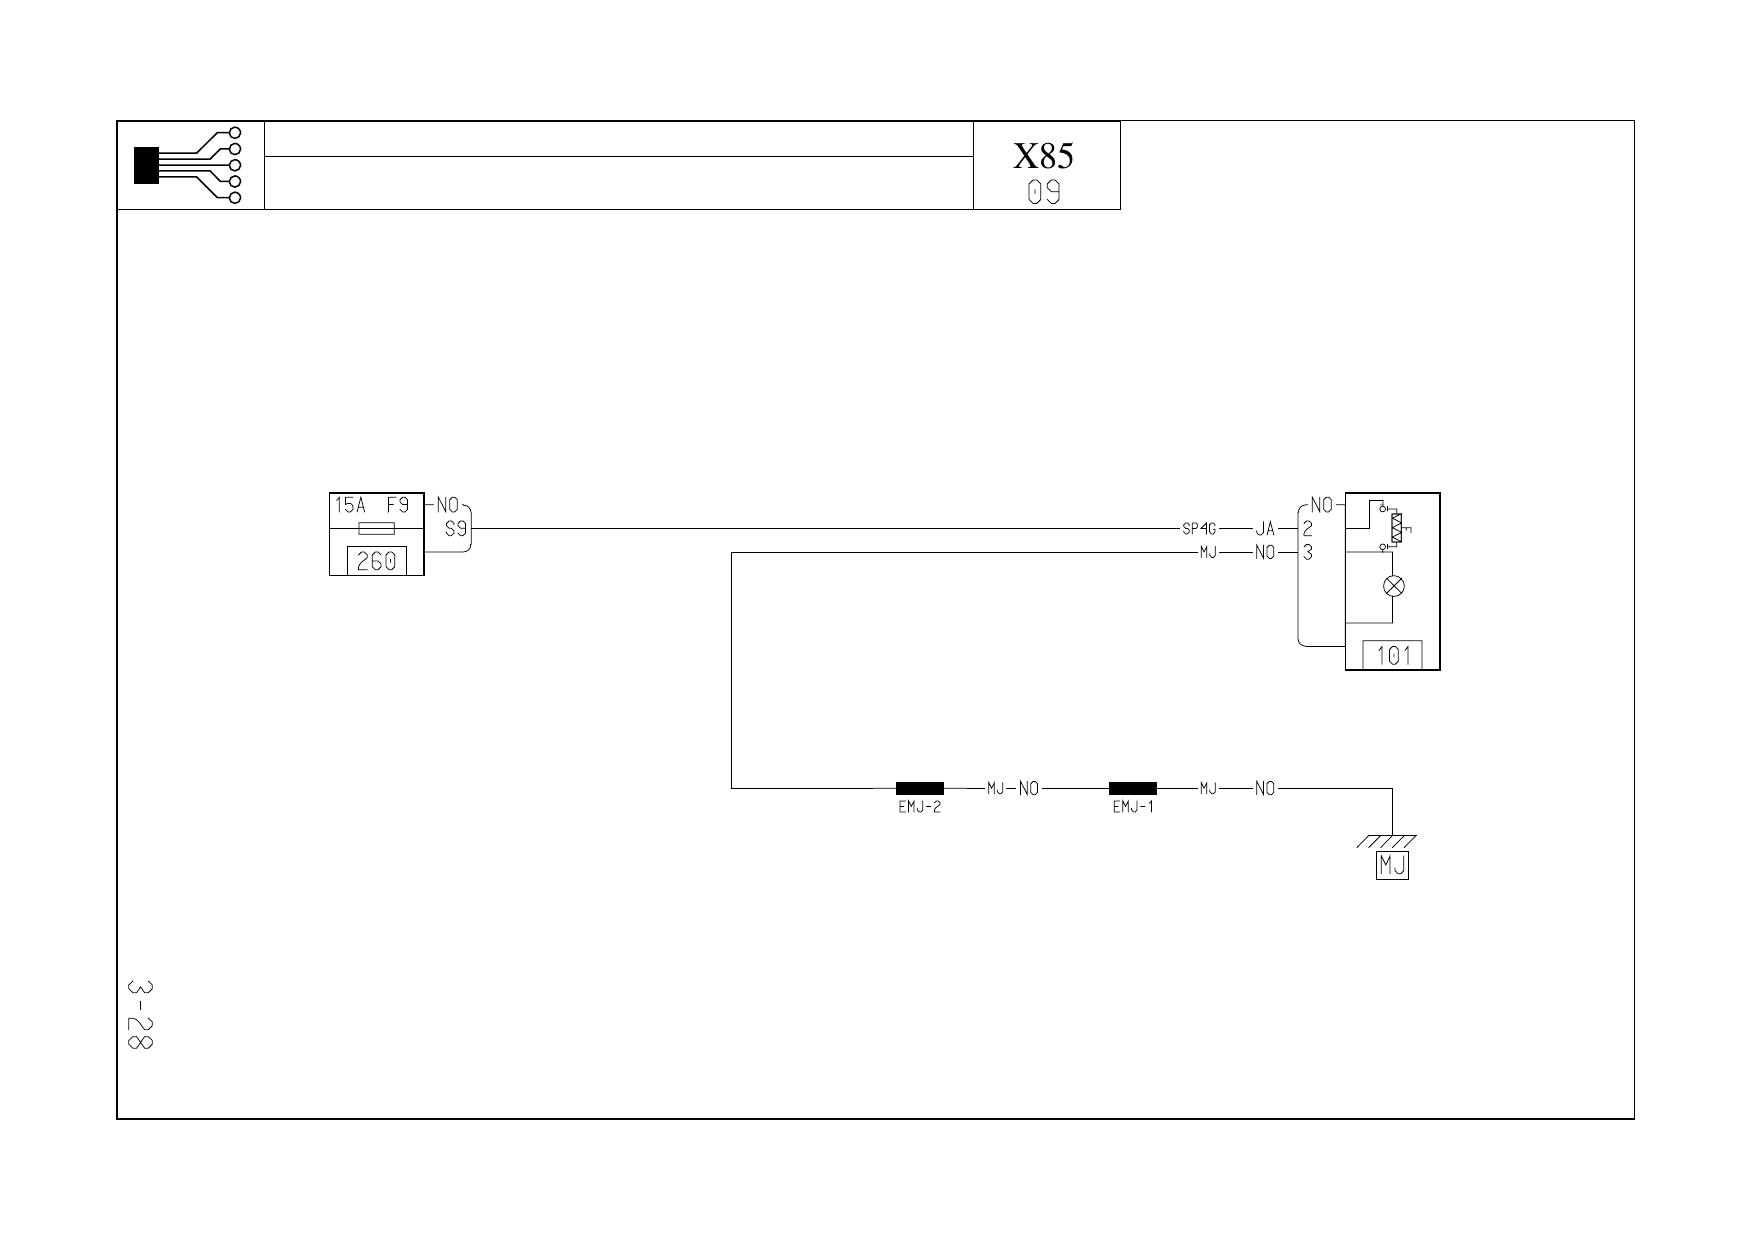 X85
09
15A F9 NO
S9
260
SP4G JA 2
NO
MJ NO 3
101
EMJ-2
MJ NO
EMJ-1
MJ NO
MJ
3-28